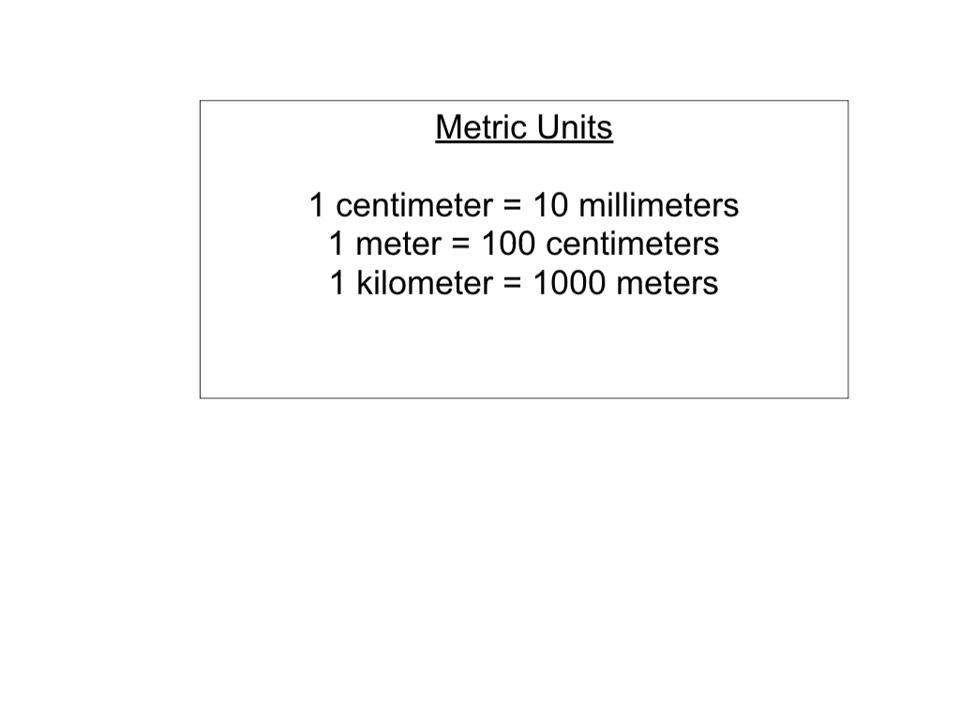 Metric Units
1 centimeter = 10 millimeters
1 meter = 100 centimeters
1 kilometer = 1000 meters